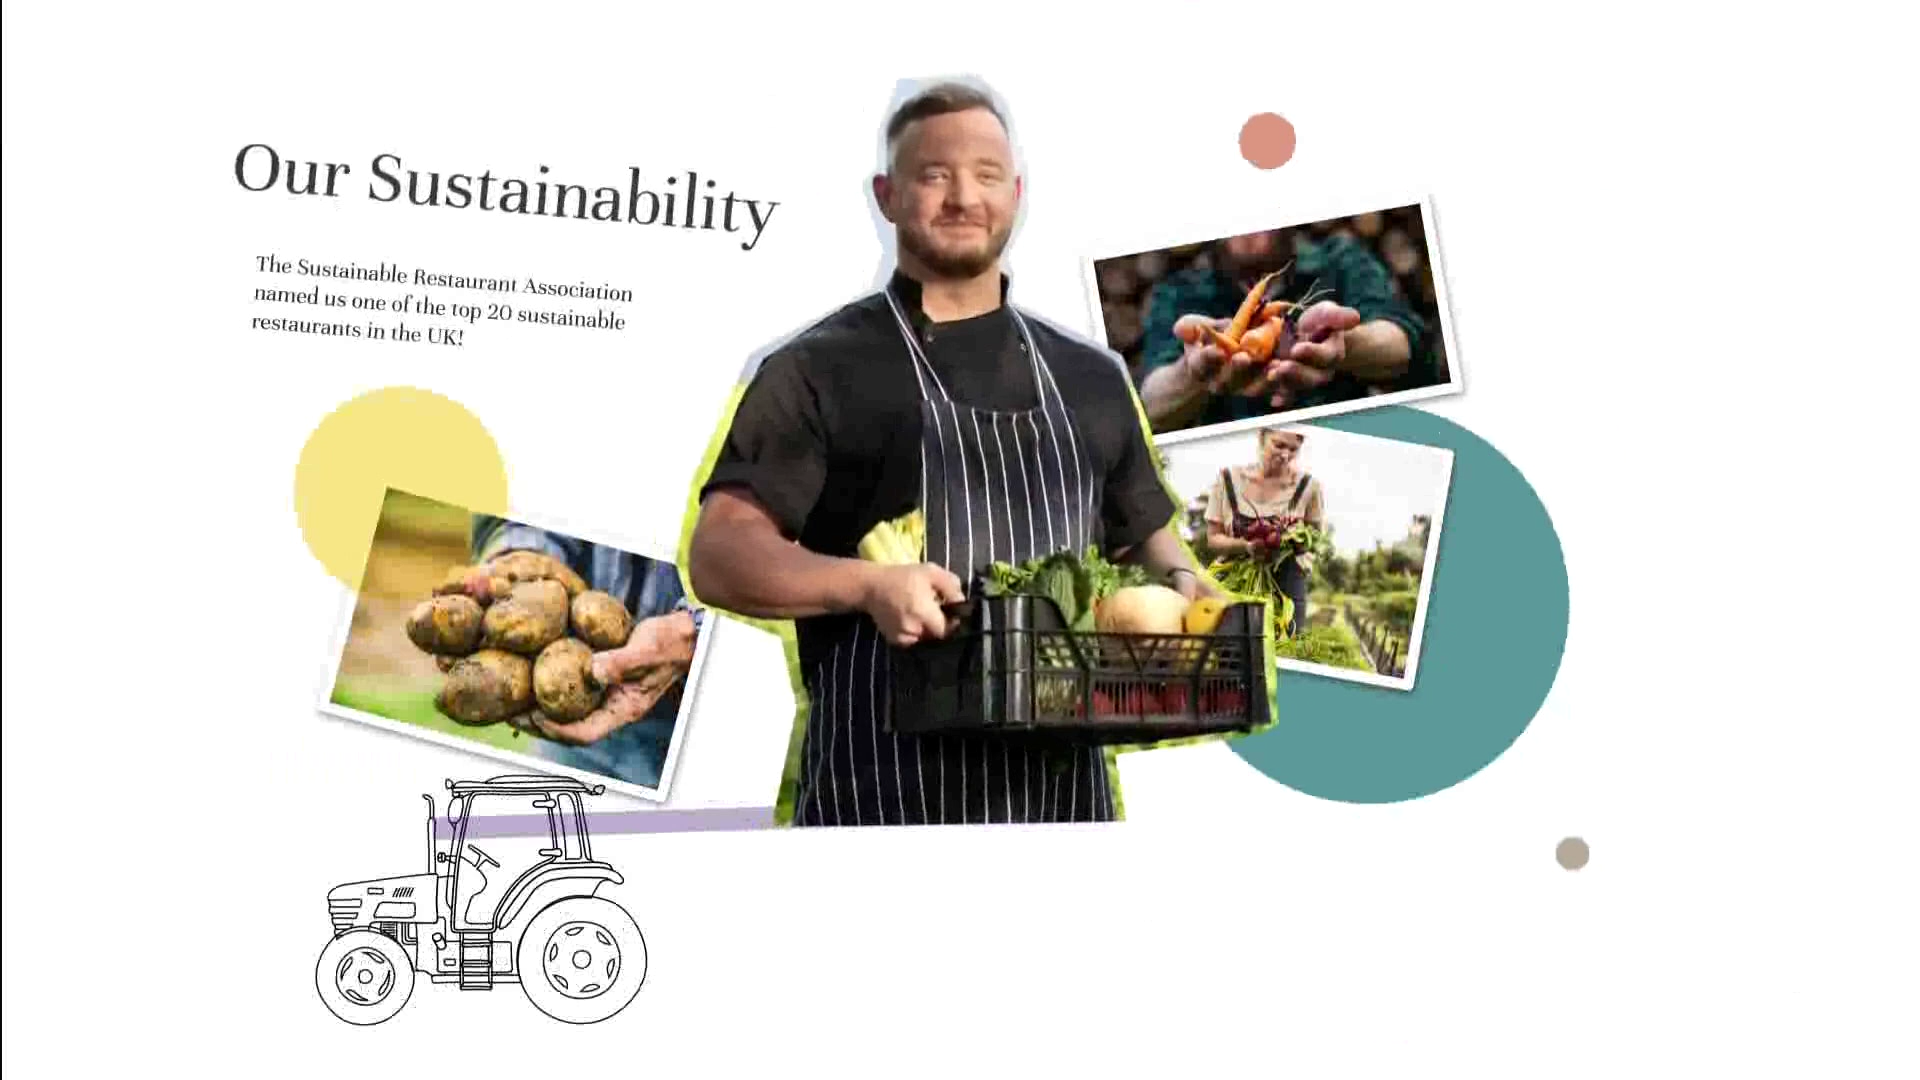 Our Sustainability
The Sustainable Restaurant Association
named us one of the top 20 sustainable
restaurants in the UK!